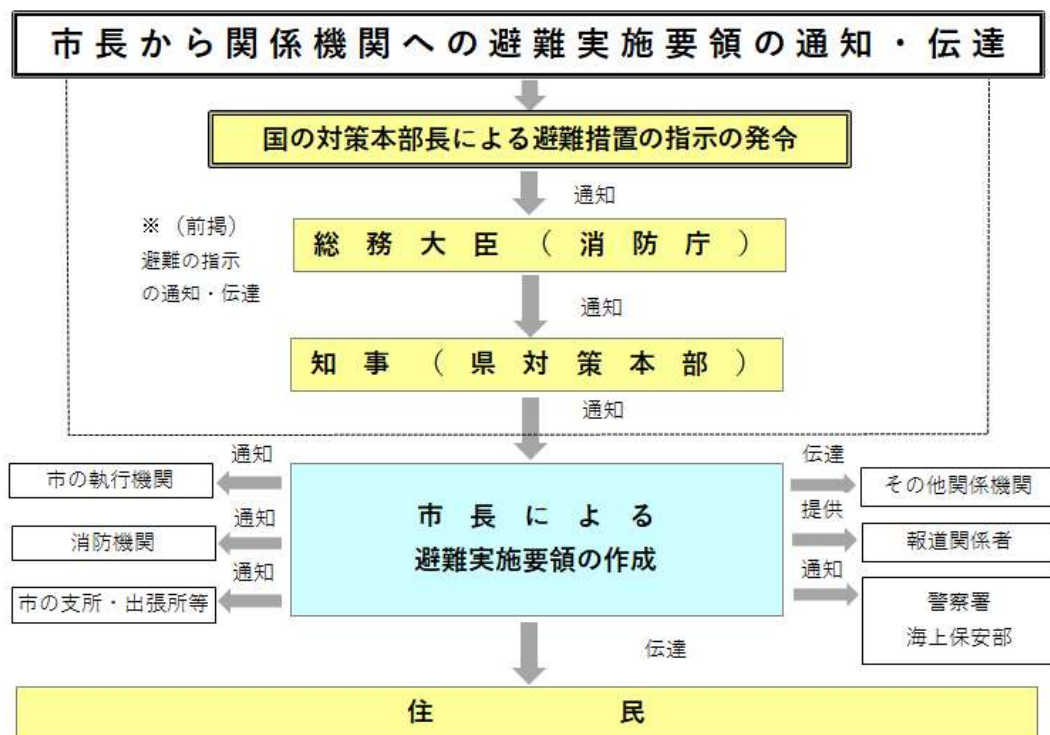 市長から関係機関への避難実施要領の通知・伝達
国の対策本部長による避難措置の指示の発令
通知
※（前掲）
避難の指示
の通知・伝達
総務大臣（消防庁）
通知
知事（県対策本部）
通知
通知
市の執行機関
通知
消防機関
通知
市の支所・出張所等
市長による
避難実施要領の作成
伝達
その他関係機関
提供
報道関係者
通知
警察署
海上保安部
伝達
住民